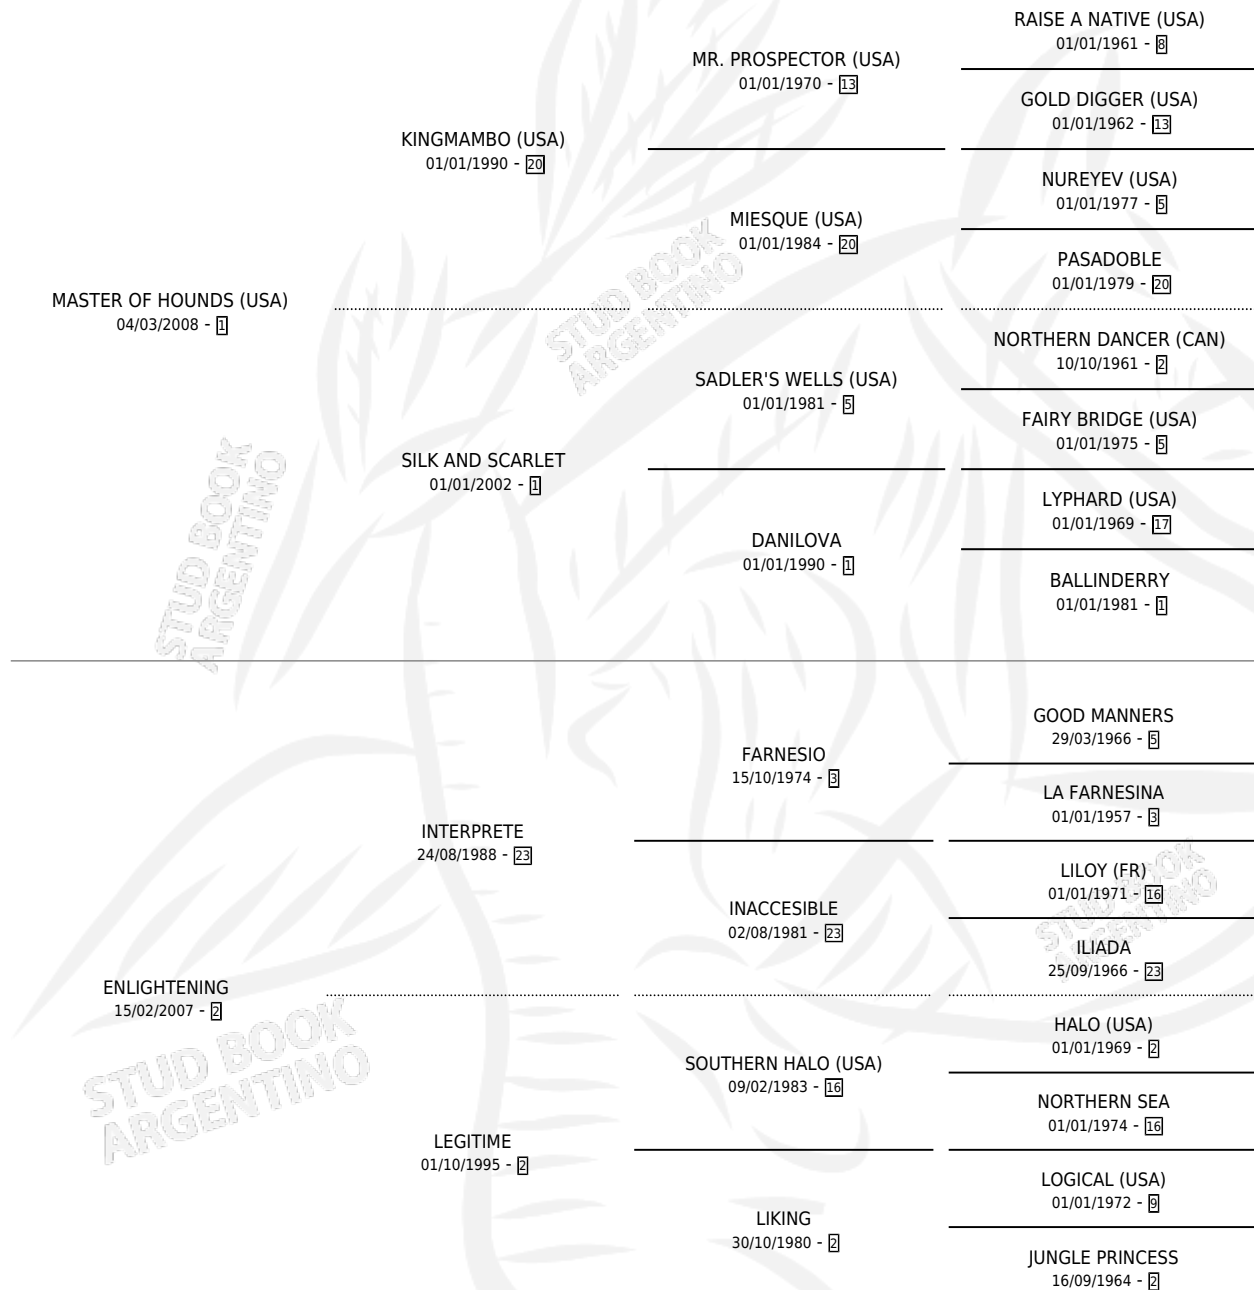 RAISE A NATIVE (USA)
01/01/1961 - 8
MR. PROSPECTOR (USA)
01/01/1970 - 13
GOLD DIGGER (USA)
01/01/1962 - 13
KINGMAMBO (USA)
01/01/1990 - 20
NUREYEV (USA)
01/01/1977 - 5
MIESQUE (USA)
01/01/1984 - 20
PASADOBLE
01/01/1979 - 20
MASTER OF HOUNDS (USA)
04/03/2008 - 1
NORTHERN DANCER (CAN)
10/10/1961 - 2
SADLER'S WELLS (USA)
01/01/1981 - 5
FAIRY BRIDGE (USA)
01/01/1975 - 5
SILK AND SCARLET
01/01/2002 - 1
LYPHARD (USA)
01/01/1969 - 17
DANILOVA
01/01/1990 - 1
BALLINDERRY
01/01/1981 - 1
GOOD MANNERS
29/03/1966 - 5
FARNESIO
15/10/1974 - 3
LA FARNESINA
01/01/1957 - 3
INTERPRETE
24/08/1988 - 23
LILOY (FR)
01/01/1971 - 16
INACCESIBLE
02/08/1981 - 23
ILIADA
25/09/1966 - 23
ENLIGHTENING
15/02/2007 - 2
HALO (USA)
01/01/1969 - 2
SOUTHERN HALO (USA)
09/02/1983 - 16
NORTHERN SEA
01/01/1974 - 16
LEGITIME
01/10/1995 - 2
LOGICAL (USA)
01/01/1972 - 9
LIKING
30/10/1980 - 2
JUNGLE PRINCESS
16/09/1964 - 2
STUD BOOK
ARGENTINO
STUD BOOK
ARGENTINO
STUD BOOK
ARGENTINO
STUD BOOK
ARGENTINO